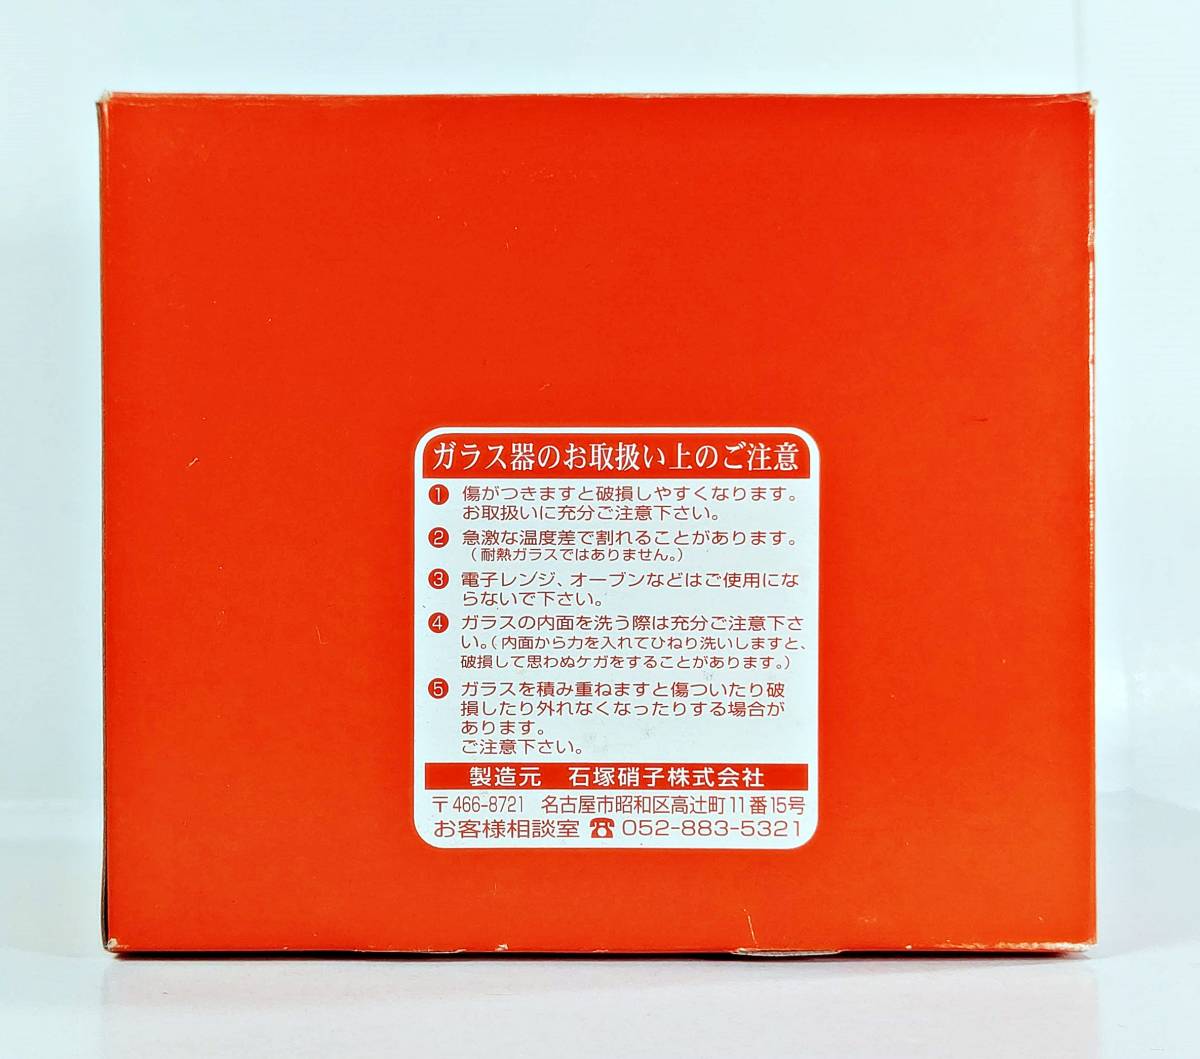 ガラス器のお取扱い上のご注意
❶ 傷がつきますと破損しやすくなります。
お取扱いに充分ご注意下さい。
❷ 急激な温度差で割れることがあります。
(耐熱ガラスではありません。)
❸ 電子レンジ、オーブンなどはご使用にな
らないで下さい。
❹ ガラスの内面を洗う際は充分ご注意下さ
い。(内面から力を入れてひねり洗いしますと、
破損して思わぬケガをすることがあります。)
❺ ガラスを積み重ねますと傷ついたり破
損したり外れなくなったりする場合が
あります。
ご注意下さい。
製造元 石塚硝子株式会社
〒466-8721 名古屋市昭和区高辻町11番15号
お客様相談室 ☎ 052-883-5321